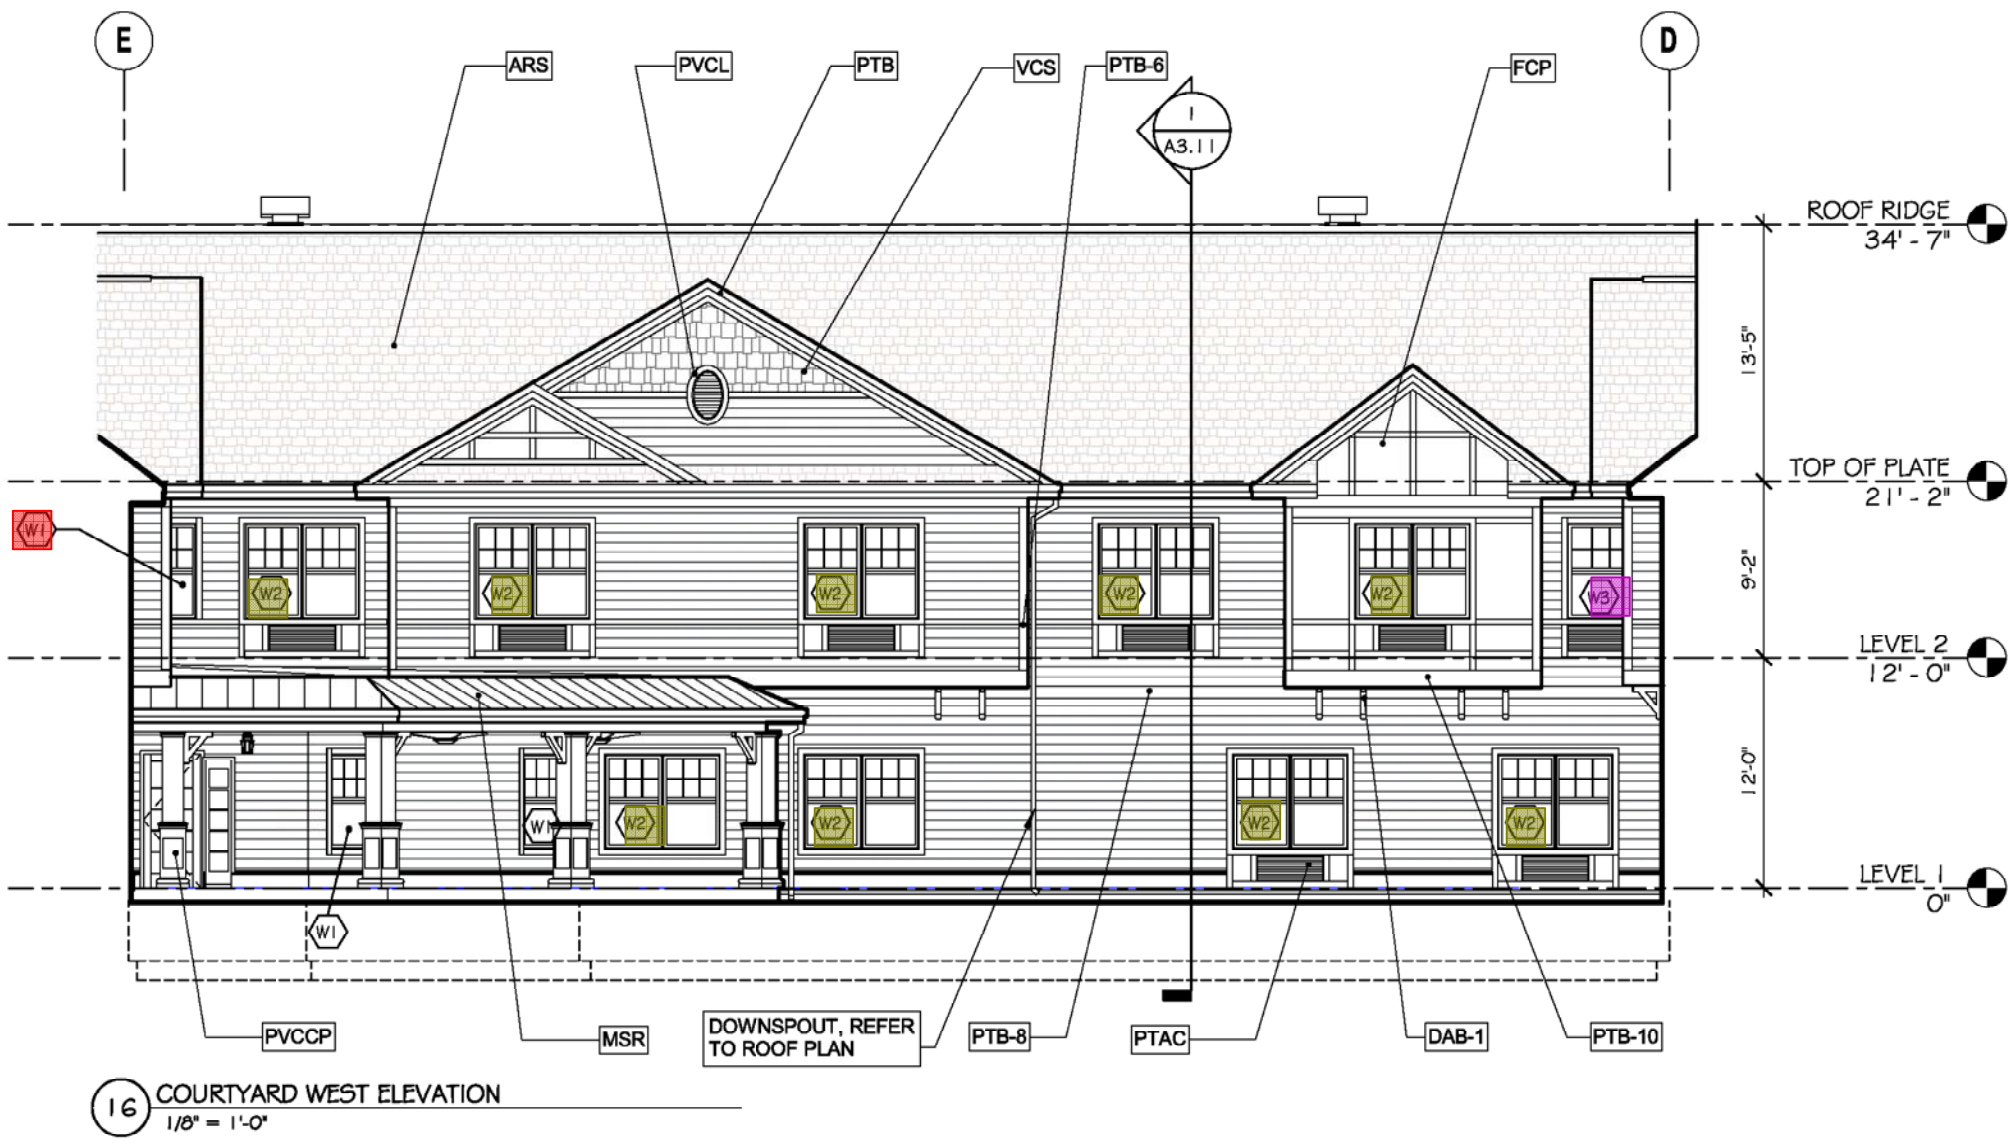 E
D
ARS
PVCL
PTB
VCS
PTB-6
FCP
1
A3.11
ROOF RIDGE
34' - 7"
13'-5"
TOP OF PLATE
21' - 2"
W1
W2
W2
W2
W2
W2
W3
9'-2"
LEVEL 2
12' - 0"
12'-0"
W1
W2
W2
W2
W2
LEVEL 1
0"
W1
PVCCP
MSR
DOWNSPOUT, REFER
TO ROOF PLAN
PTB-8
PTAC
DAB-1
PTB-10
16
COURTYARD WEST ELEVATION
1/8" = 1'-0"